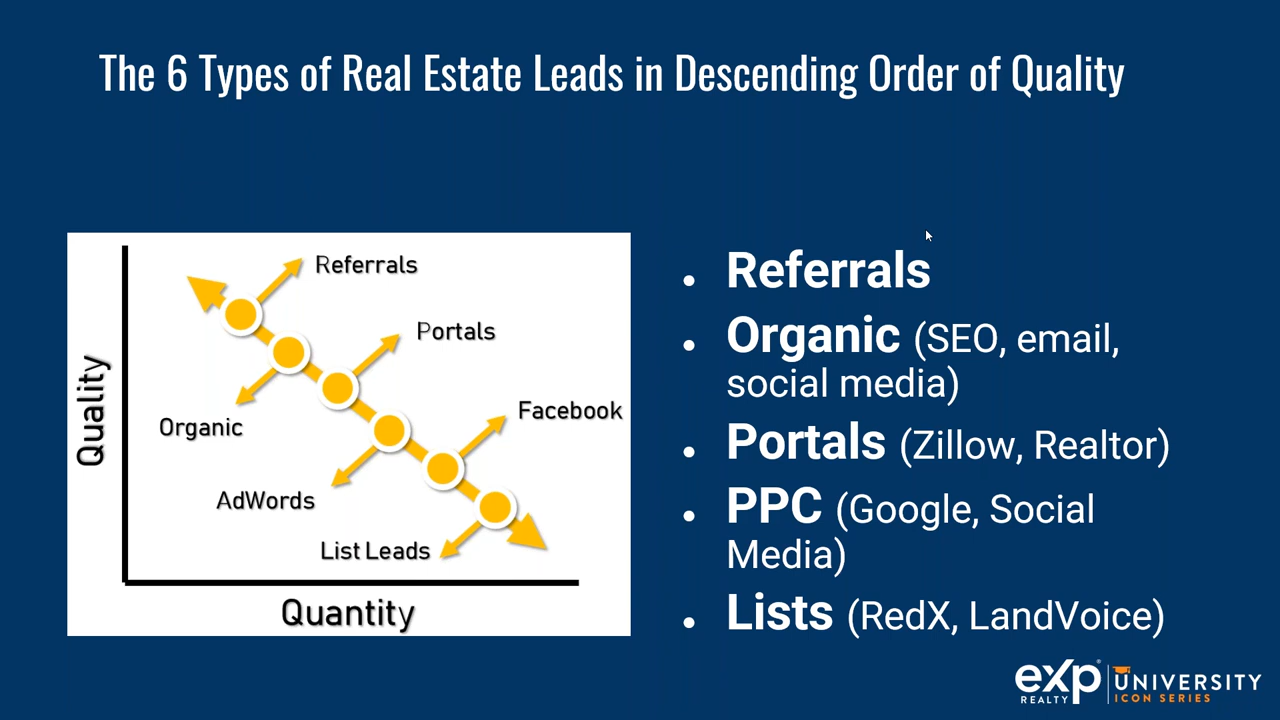 The 6 Types of Real Estate Leads in Descending Order of Quality
Quality
Referrals
Portals
Facebook
Organic
AdWords
List Leads
Quantity
• Referrals
• Organic (SEO, email,
social media)
• Portals (Zillow, Realtor)
• PPC (Google, Social
Media)
• Lists (RedX, LandVoice)
eXp®
REALTY
UNIVERSITY
ICON SERIES